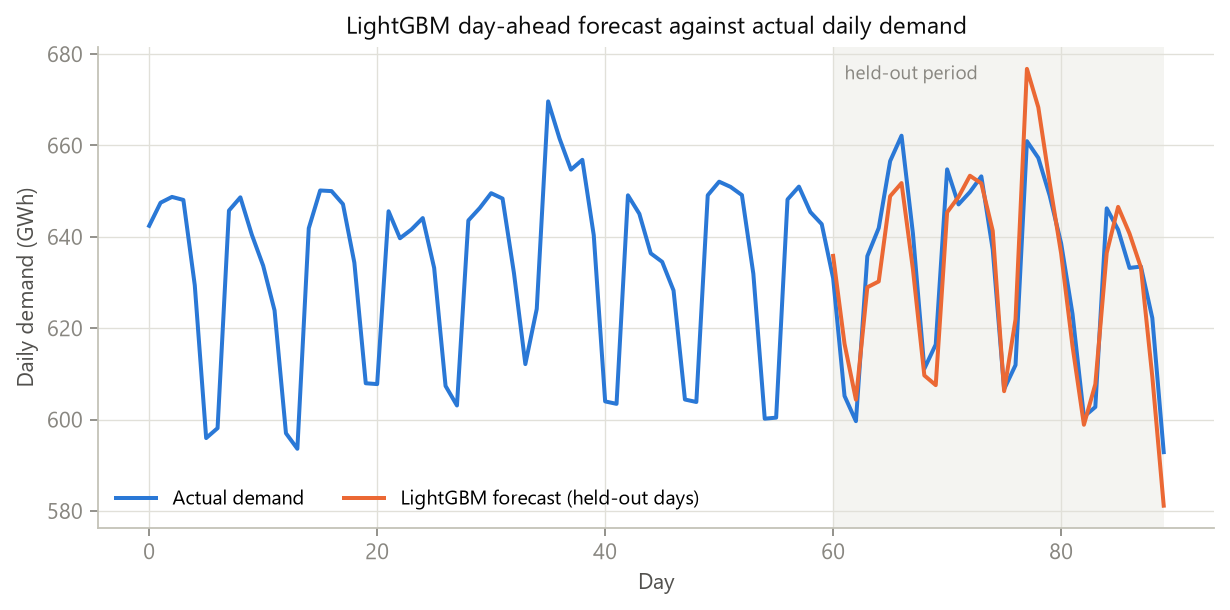 LightGBM day-ahead forecast against actual daily demand
680
660
640
620
600
580
Daily demand (GWh)
held-out period
Actual demand
LightGBM forecast (held-out days)
0
20
40
60
80
Day